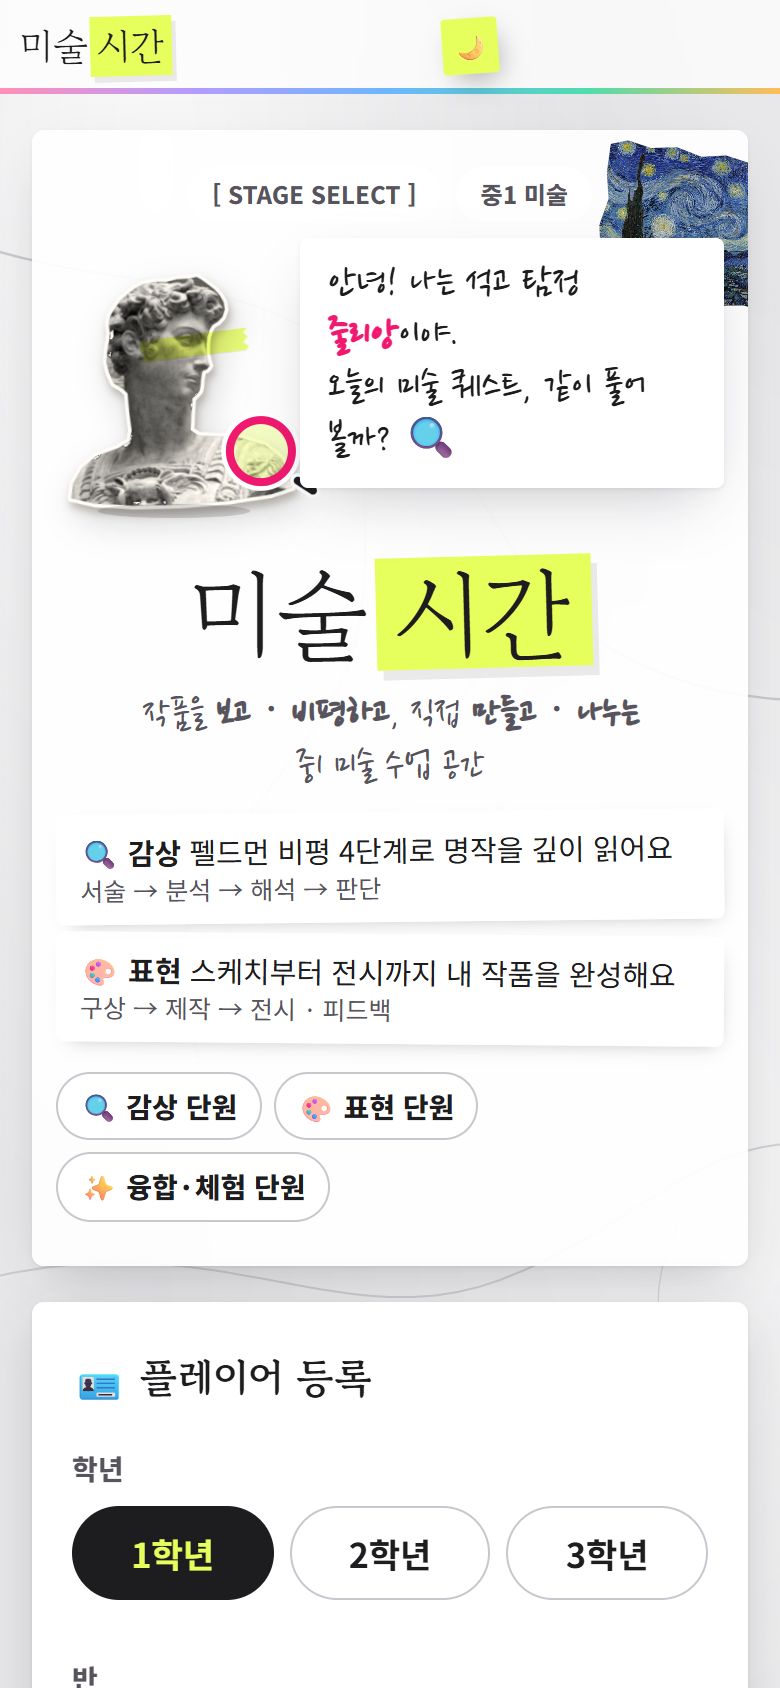 미술 시간
[ STAGE SELECT ] 중1 미술
안녕! 나는 석고 탐정
줄리앙이야.
오늘의 미술 퀘스트, 같이 풀어
볼까?
미술 시간
작품을 보고 · 비평하고, 직접 만들고 · 나누는
중1 미술 수업 공간
감상 펠드먼 비평 4단계로 명작을 깊이 읽어요
서술 → 분석 → 해석 → 판단
표현 스케치부터 전시까지 내 작품을 완성해요
구상 → 제작 → 전시 · 피드백
감상 단원 표현 단원
융합·체험 단원
플레이어 등록
학년
1학년 2학년 3학년
반